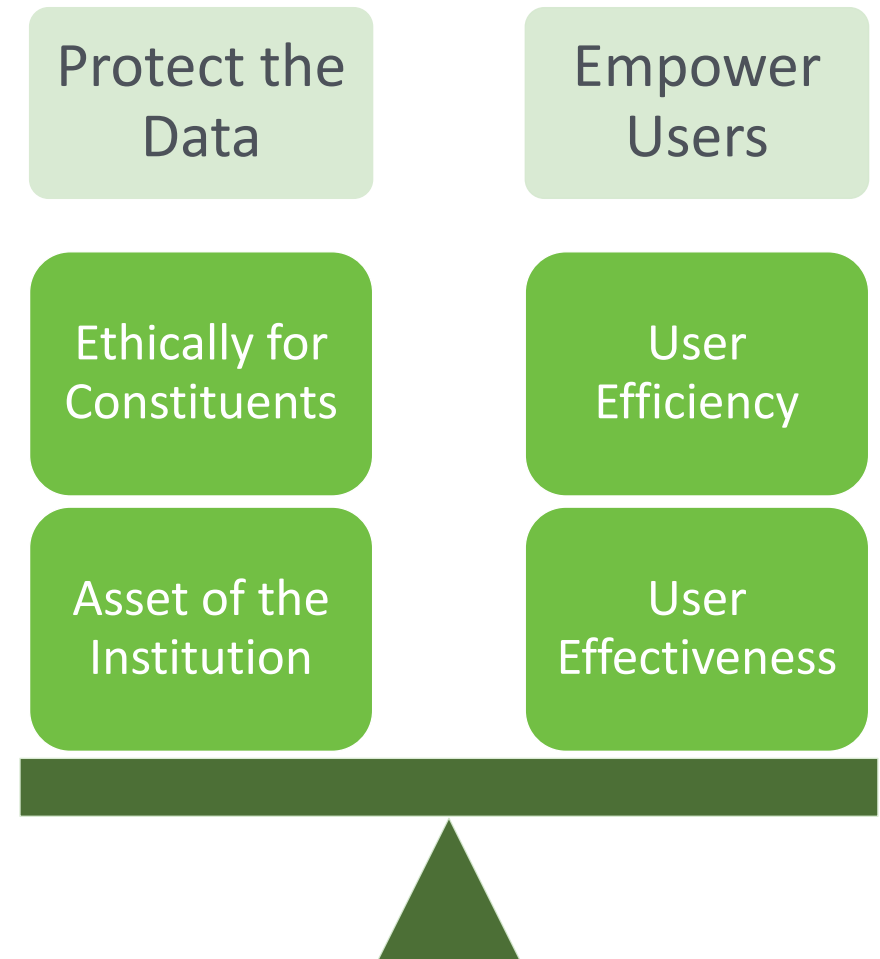 Protect the
Data
Empower
Users
Ethically for
Constituents
User
Efficiency
Asset of the
Institution
User
Effectiveness